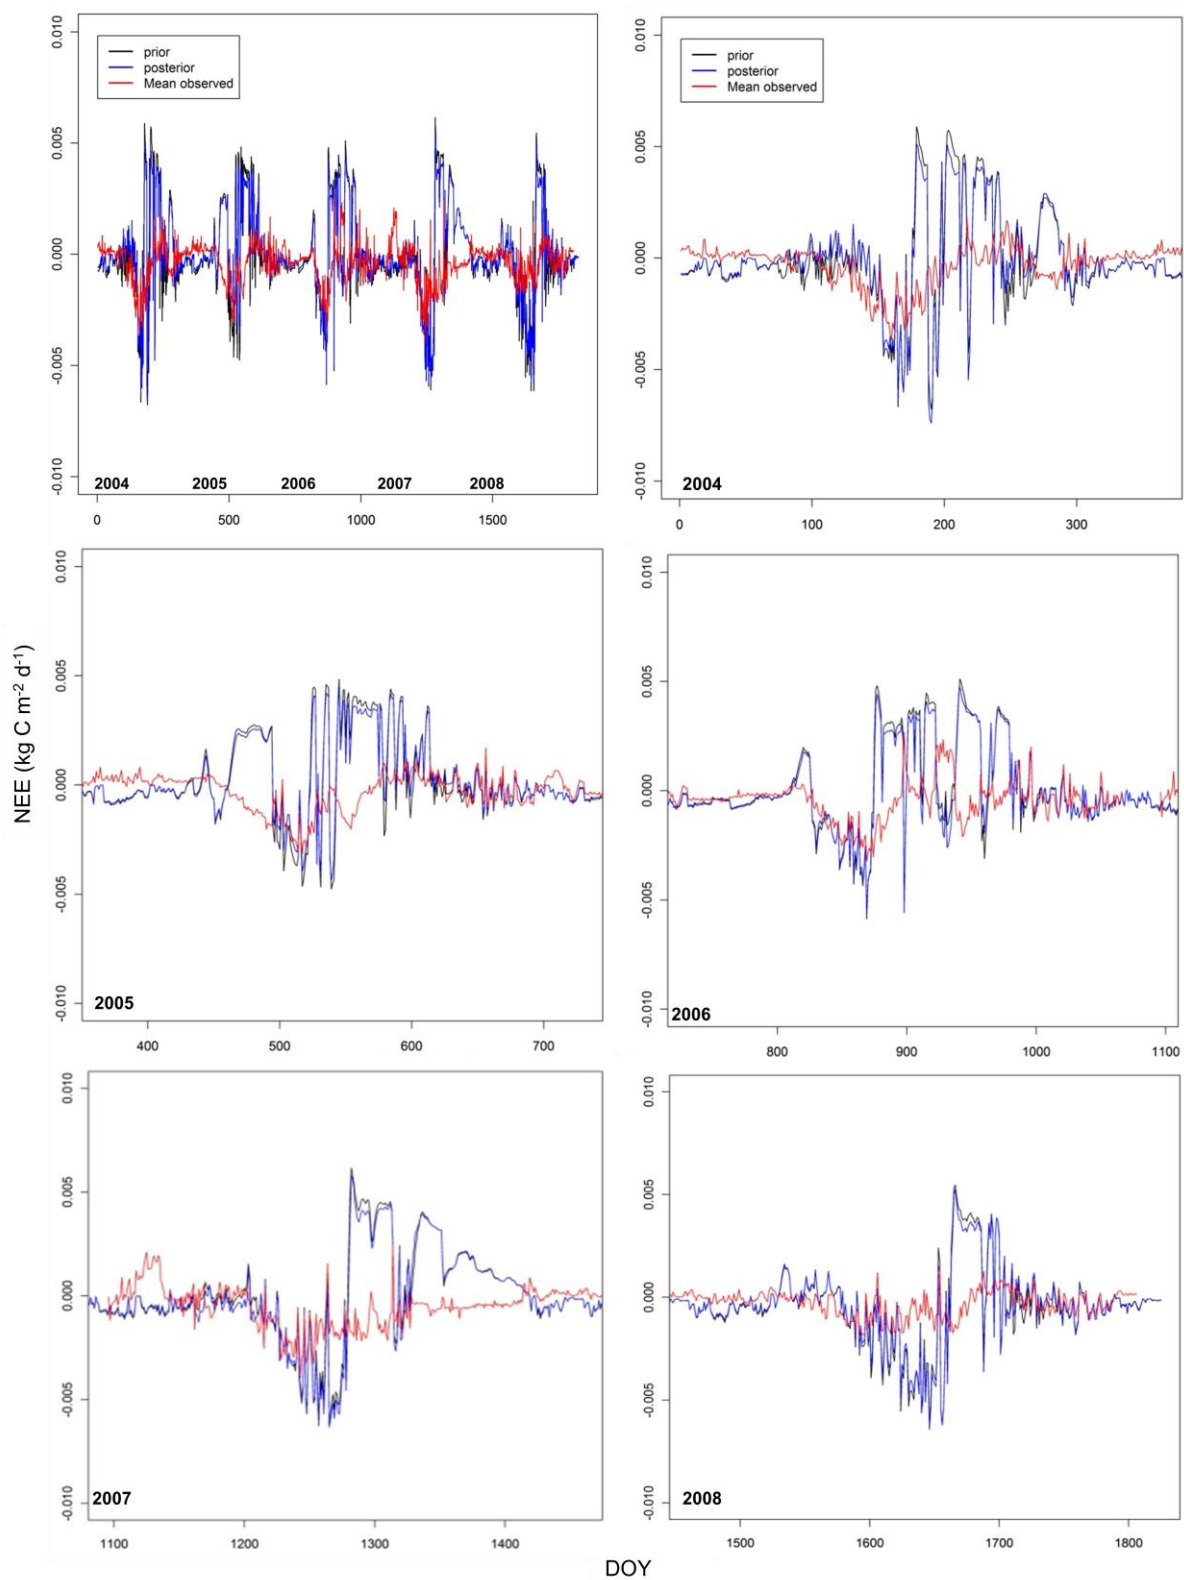 0.010
0.005
0.000
-0.005
-0.010
prior
posterior
Mean observed
2004 2005 2006 2007 2008
0 500 1000 1500
0.010
0.005
0.000
-0.005
-0.010
prior
posterior
Mean observed
2004
0 100 200 300
NEE (kg C m-2 d-1)
0.010
0.005
0.000
-0.005
-0.010
2005
400 500 600 700
0.010
0.005
0.000
-0.005
-0.010
2006
800 900 1000 1100
0.010
0.005
0.000
-0.005
-0.010
2007
1100 1200 1300 1400
0.010
0.005
0.000
-0.005
-0.010
2008
1500 1600 1700 1800
DOY